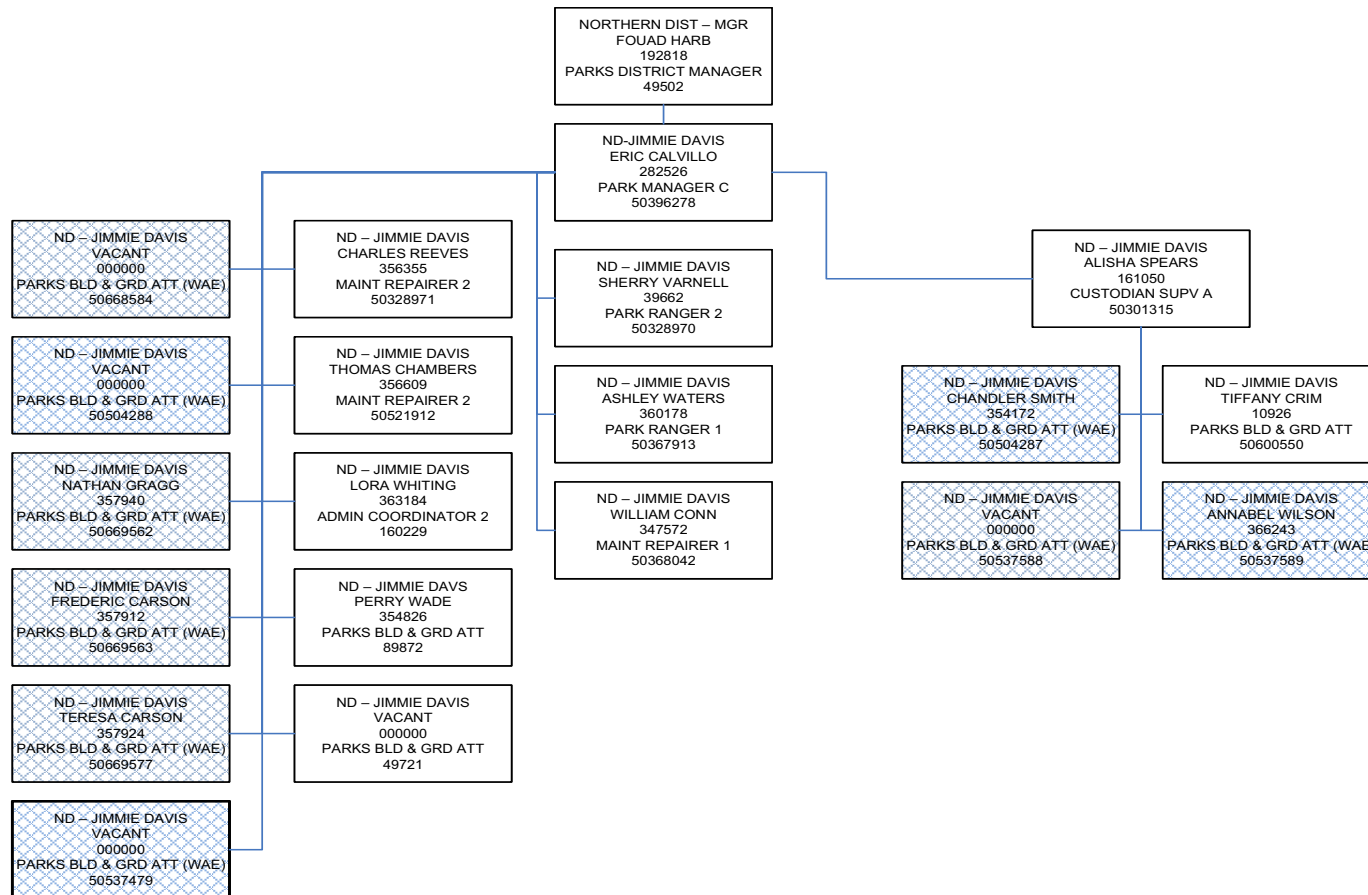 NORTHERN DIST – MGR
FOUAD HARB
192818
PARKS DISTRICT MANAGER
49502
ND-JIMMIE DAVIS
ERIC CALVILLO
282526
PARK MANAGER C
50396278
ND – JIMMIE DAVIS
VACANT
000000
PARKS BLD & GRD ATT (WAE)
50668584
ND – JIMMIE DAVIS
CHARLES REEVES
356355
MAINT REPAIRER 2
50328971
ND – JIMMIE DAVIS
VACANT
000000
PARKS BLD & GRD ATT (WAE)
50504288
ND – JIMMIE DAVIS
THOMAS CHAMBERS
356609
MAINT REPAIRER 2
50521912
ND – JIMMIE DAVIS
NATHAN GRAGG
357940
PARKS BLD & GRD ATT (WAE)
50669562
ND – JIMMIE DAVIS
LORA WHITING
363184
ADMIN COORDINATOR 2
160229
ND – JIMMIE DAVIS
FREDERIC CARSON
357912
PARKS BLD & GRD ATT (WAE)
50669563
ND – JIMMIE DAVS
PERRY WADE
354826
PARKS BLD & GRD ATT
89872
ND – JIMMIE DAVIS
TERESA CARSON
357924
PARKS BLD & GRD ATT (WAE)
50669577
ND – JIMMIE DAVIS
VACANT
000000
PARKS BLD & GRD ATT
49721
ND – JIMMIE DAVIS
VACANT
000000
PARKS BLD & GRD ATT (WAE)
50537479
ND – JIMMIE DAVIS
SHERRY VARNELL
39662
PARK RANGER 2
50328970
ND – JIMMIE DAVIS
ASHLEY WATERS
360178
PARK RANGER 1
50367913
ND – JIMMIE DAVIS
WILLIAM CONN
347572
MAINT REPAIRER 1
50368042
ND – JIMMIE DAVIS
ALISHA SPEARS
161050
CUSTODIAN SUPV A
50301315
ND – JIMMIE DAVIS
CHANDLER SMITH
354172
PARKS BLD & GRD ATT (WAE)
50504287
ND – JIMMIE DAVIS
TIFFANY CRIM
10926
PARKS BLD & GRD ATT
50600550
ND – JIMMIE DAVIS
VACANT
000000
PARKS BLD & GRD ATT (WAE)
50537588
ND – JIMMIE DAVIS
ANNABEL WILSON
366243
PARKS BLD & GRD ATT (WAE
50537589